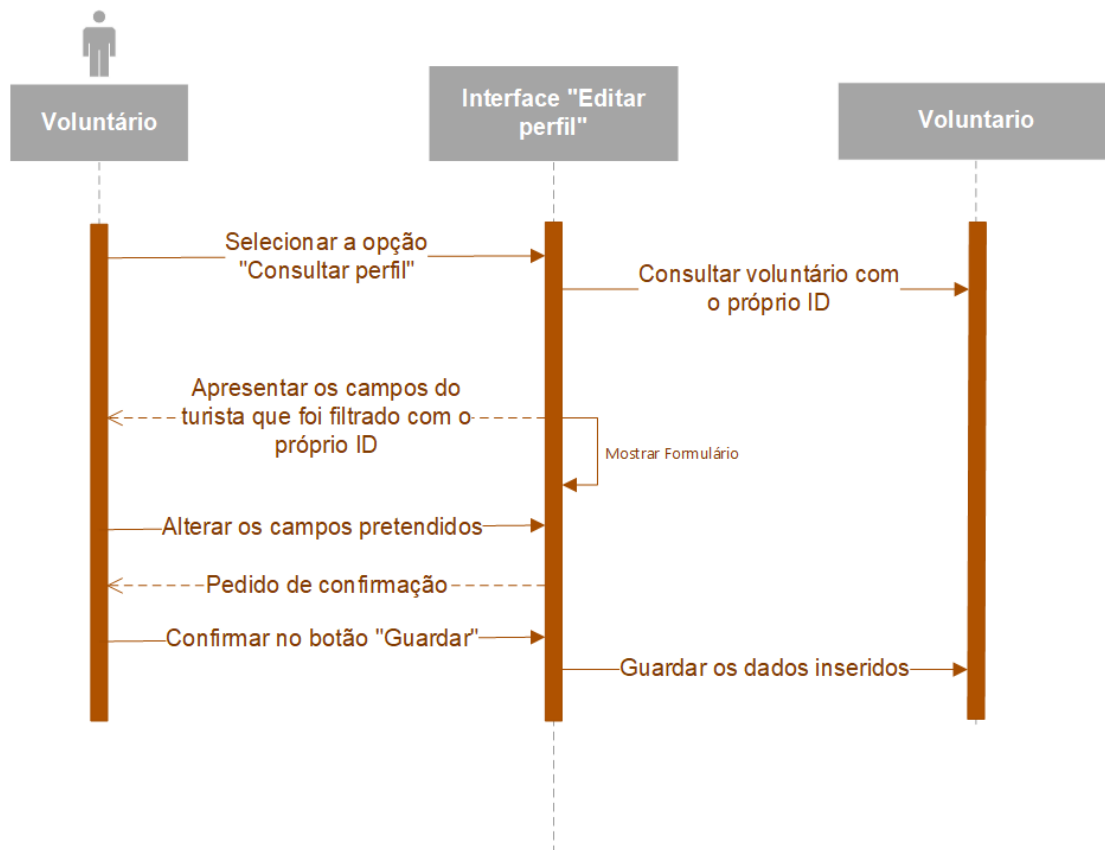 Voluntário
Interface "Editar
perfil"
Voluntario
Selecionar a opção
"Consultar perfil"
Consultar voluntário com
o próprio ID
Apresentar os campos do
turista que foi filtrado com o
próprio ID
Mostrar Formulário
Alterar os campos pretendidos
Pedido de confirmação
Confirmar no botão "Guardar"
Guardar os dados inseridos